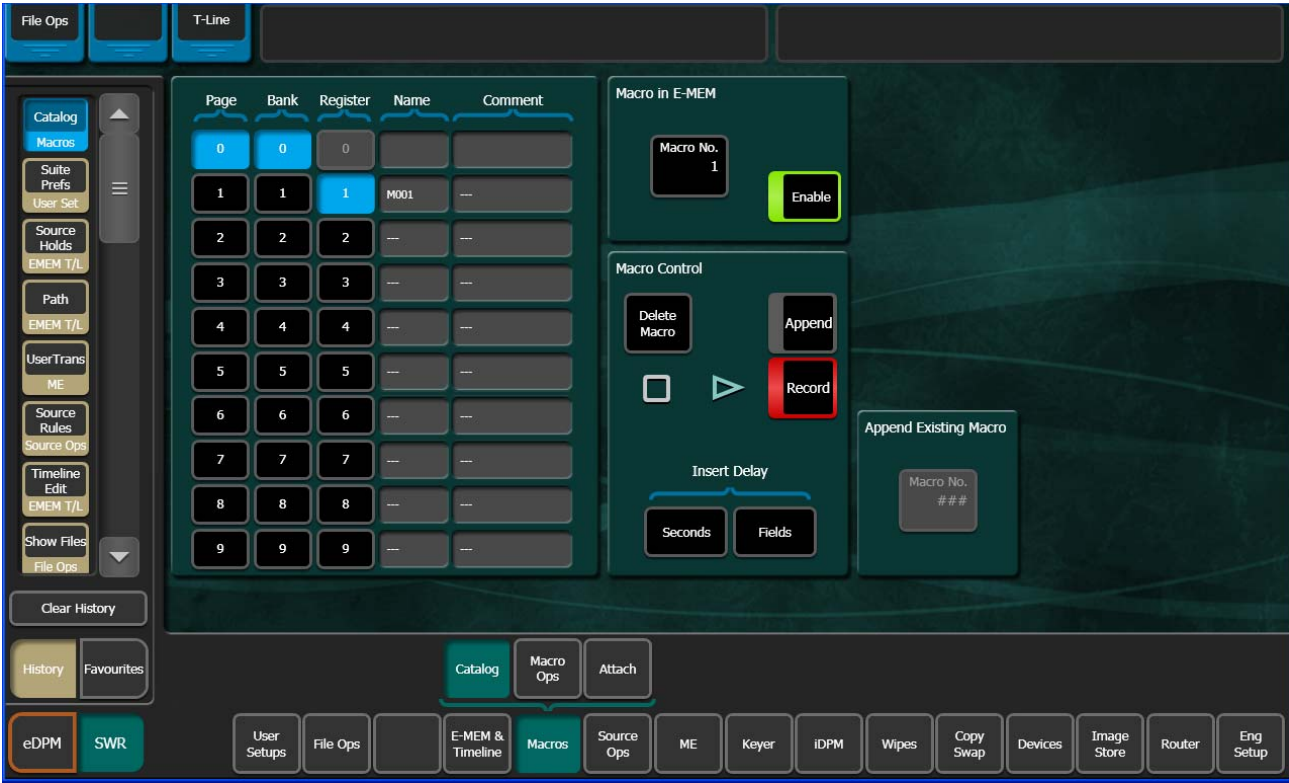 File Ops
T-Line
Catalog
Macros
Suite
Prefs
User Set
Source
Holds
EMEM T/L
Path
EMEM T/L
UserTrans
ME
Source
Rules
Source Ops
Timeline
Edit
EMEM T/L
Show Files
File Ops
Clear History
History Favourites
Page Bank Register Name Comment
0 0 0
1 1 1 M001 ---
2 2 2 --- ---
3 3 3 --- ---
4 4 4 --- ---
5 5 5 --- ---
6 6 6 --- ---
7 7 7 --- ---
8 8 8 --- ---
9 9 9 --- ---
Macro in E-MEM
Macro No.
1
Enable
Macro Control
Delete
Macro
Append
Record
Insert Delay
Seconds Fields
Append Existing Macro
Macro No.
###
Catalog
Macro
Ops
Attach
eDPM SWR
User
Setups
File Ops
E-MEM &
Timeline
Macros
Source
Ops
ME
Keyer
iDPM
Wipes
Copy
Swap
Devices
Image
Store
Router
Eng
Setup